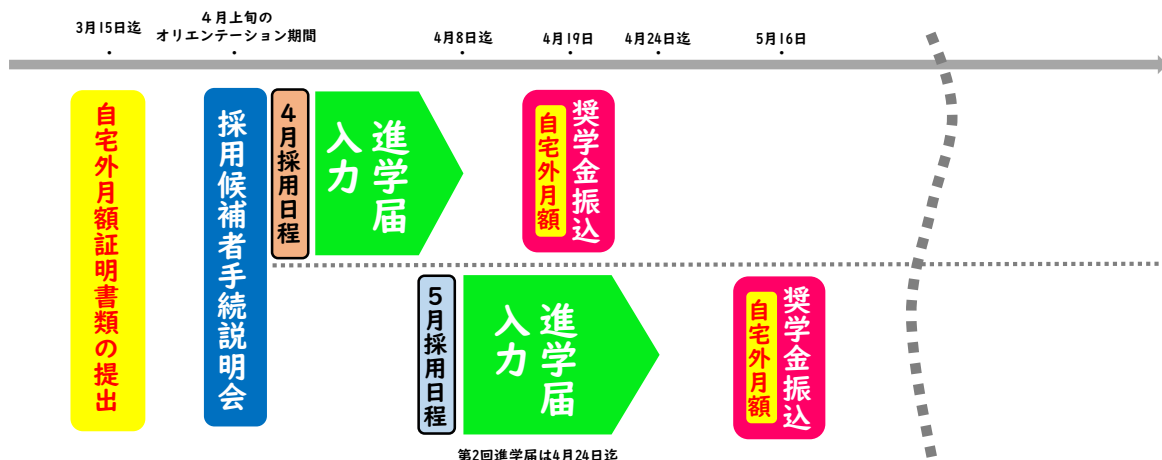 3月15日迄
４月上旬の
オリエンテーション期間
4月8日迄
4月19日
4月24日迄
5月16日
自宅外月額証明書類の提出
採用候補者手続説明会
4月採用日程
進学届
入力
奨学金振込
自宅外月額
5月採用日程
進学届
入力
奨学金振込
自宅外月額
第2回進学届は4月24日迄